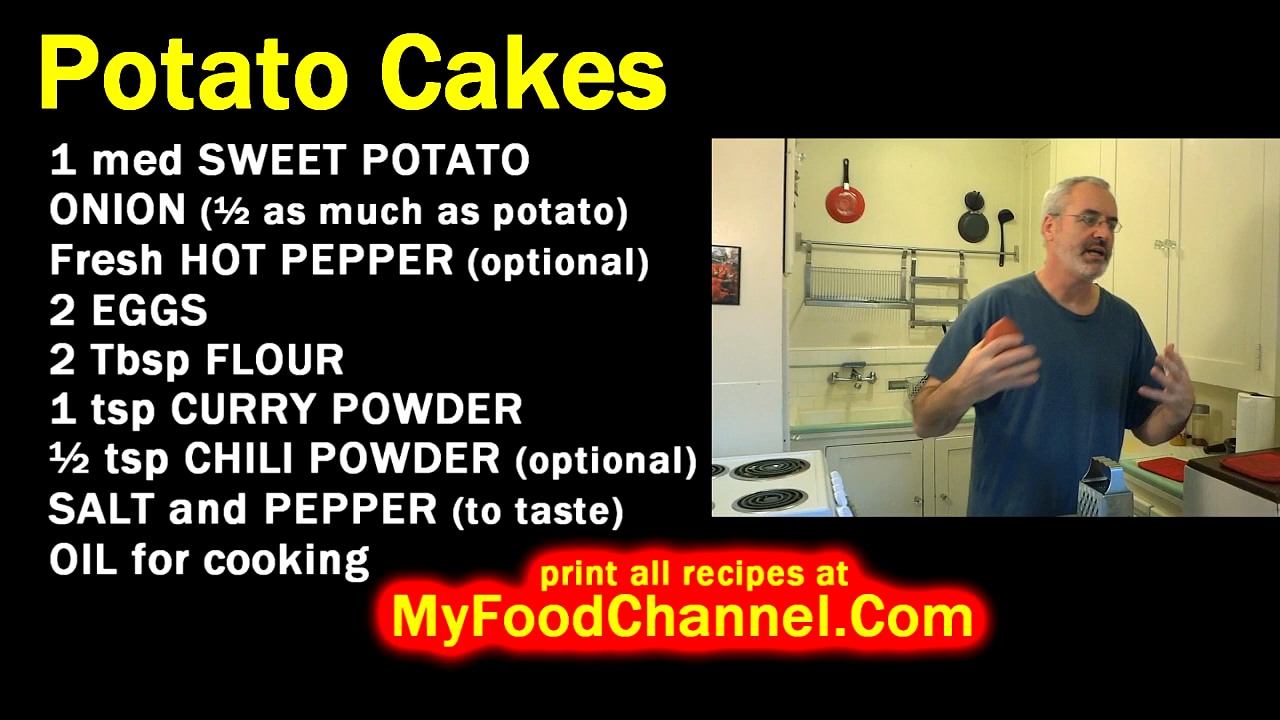 Potato Cakes
1 med SWEET POTATO
ONION (½ as much as potato)
Fresh HOT PEPPER (optional)
2 EGGS
2 Tbsp FLOUR
1 tsp CURRY POWDER
½ tsp CHILI POWDER (optional)
SALT and PEPPER (to taste)
OIL for cooking
print all recipes at
MyFoodChannel.Com